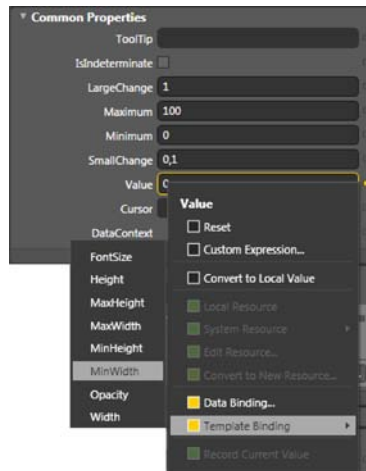 Common Properties
ToolTip
IsIndeterminate
LargeChange 1
Maximum 100
Minimum 0
SmallChange 0,1
Value 0
Cursor
DataContext
Value
Reset
Custom Expression...
Convert to Local Value
Local Resource
System Resource
Edit Resource...
Convert to New Resource...
Data Binding...
Template Binding
Record Current Value
FontSize
Height
MaxHeight
MaxWidth
MinHeight
MinWidth
Opacity
Width